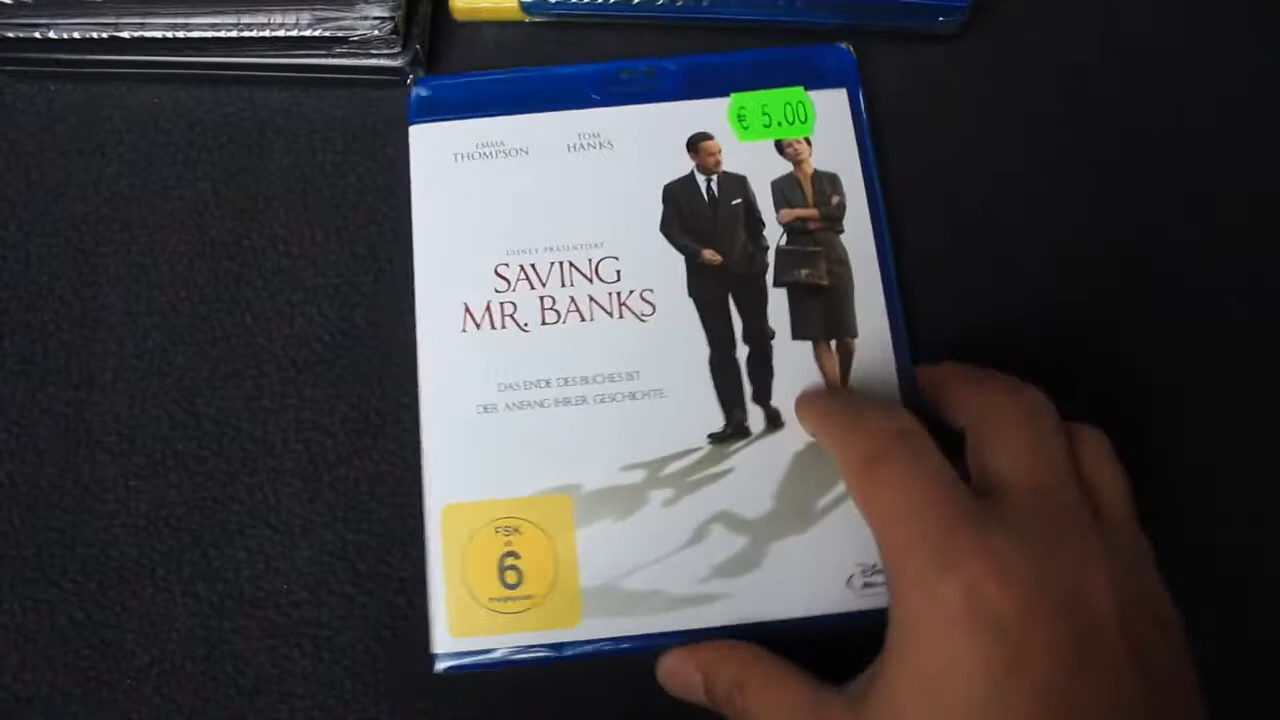 € 5.00
EMMA
THOMPSON
TOM
HANKS
DISNEY PRÄSENTIERT
SAVING
MR. BANKS
DAS ENDE DES BUCHES IST
DER ANFANG IHRER GESCHICHTE.
FSK
ab
6